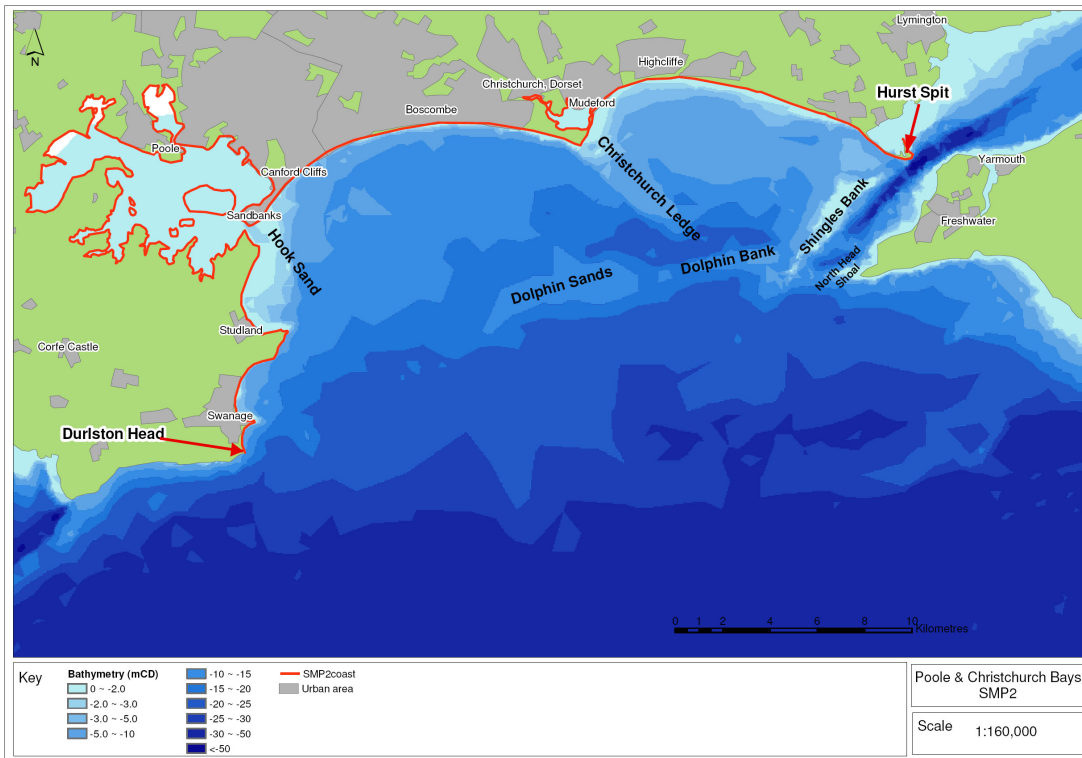 N
Lymington
Highcliffe
Christchurch, Dorset
Mudeford
Boscombe
Hurst Spit
Poole
Canford Cliffs
Yarmouth
Sandbanks
Freshwater
Christchurch Ledge
Shingles Bank
Hook Sand
Dolphin Bank
North Head
Shoal
Dolphin Sands
Studland
Corfe Castle
Swanage
Durlston Head
0 1 2 4 6 8 10
Kilometres
Key
Bathymetry (mCD)
0 ~ -2.0
-2.0 ~ -3.0
-3.0 ~ -5.0
-5.0 ~ -10
-10 ~ -15
-15 ~ -20
-20 ~ -25
-25 ~ -30
-30 ~ -50
<-50
SMP2coast
Urban area
Poole & Christchurch Bays
SMP2
Scale 1:160,000